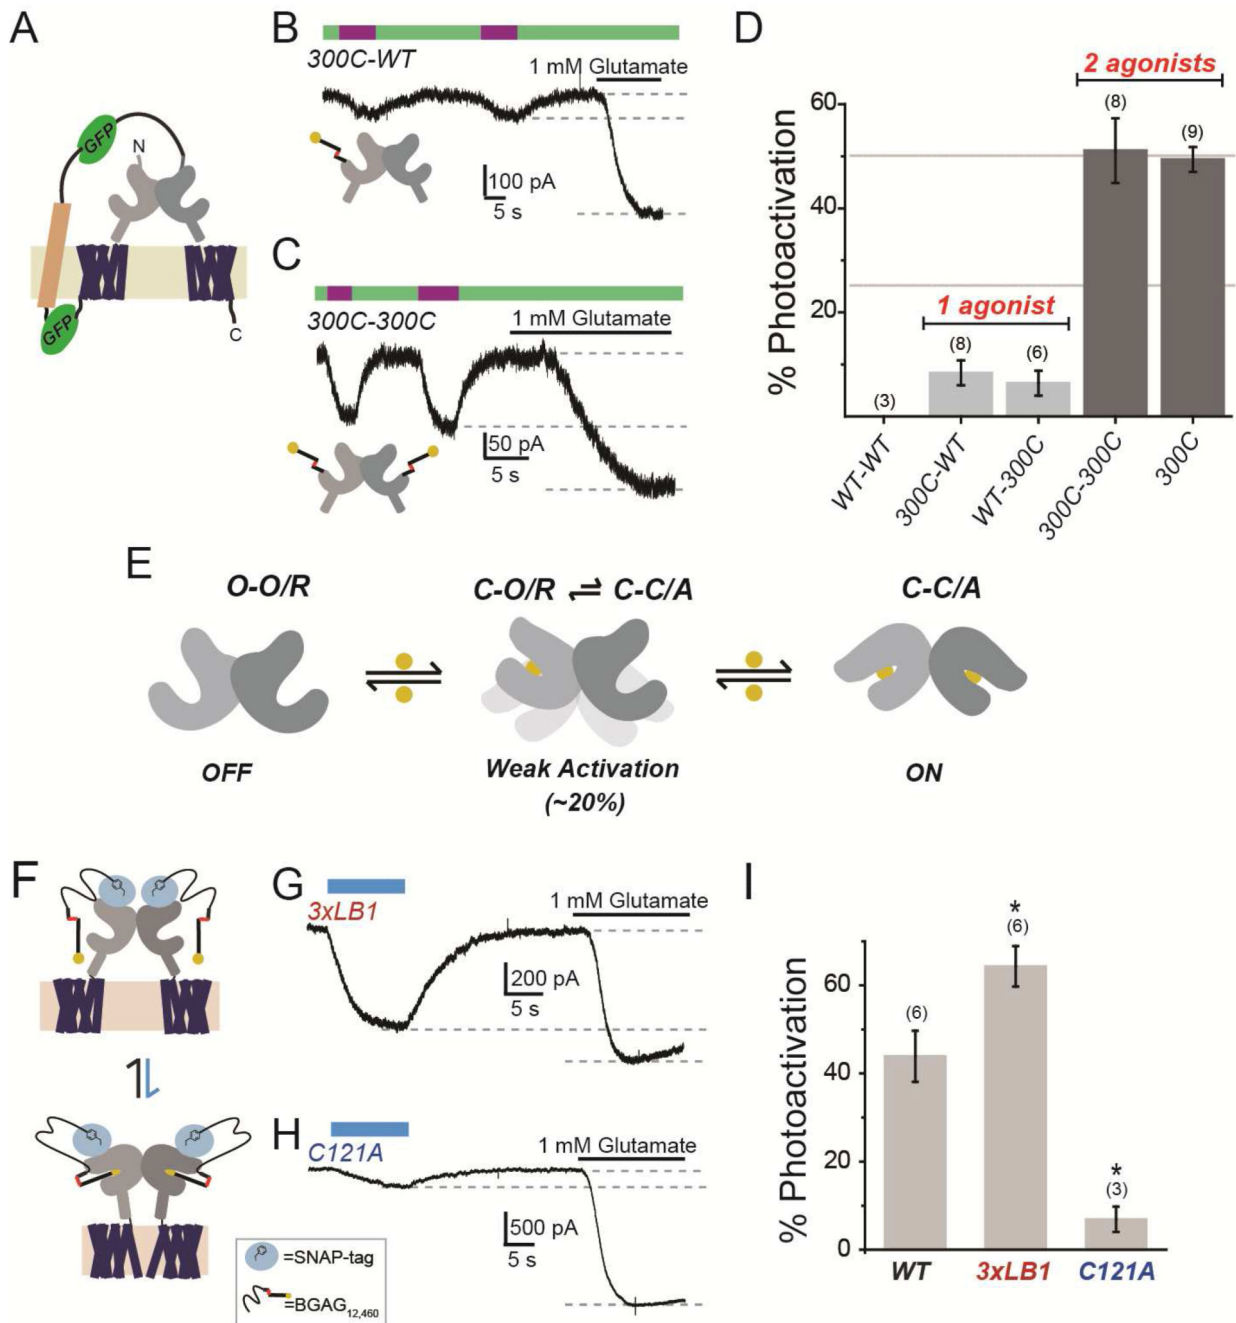 A
GFP
N
GFP
C
B
300C-WT
1 mM Glutamate
100 pA
5 s
C
300C-300C
1 mM Glutamate
50 pA
5 s
D
% Photoactivation
60
40
20
2 agonists
1 agonist
(3)
(8)
(6)
(8)
(9)
WT-WT
300C-WT
WT-300C
300C-300C
300C
E
O-O/R
C-O/R ⇌ C-C/A
C-C/A
OFF
Weak Activation
(~20%)
ON
F
=SNAP-tag
=BGAG12,460
G
3xLB1
1 mM Glutamate
200 pA
5 s
H
C121A
1 mM Glutamate
500 pA
5 s
I
% Photoactivation
60
40
20
0
(6)
*
(6)
*
(3)
WT
3xLB1
C121A